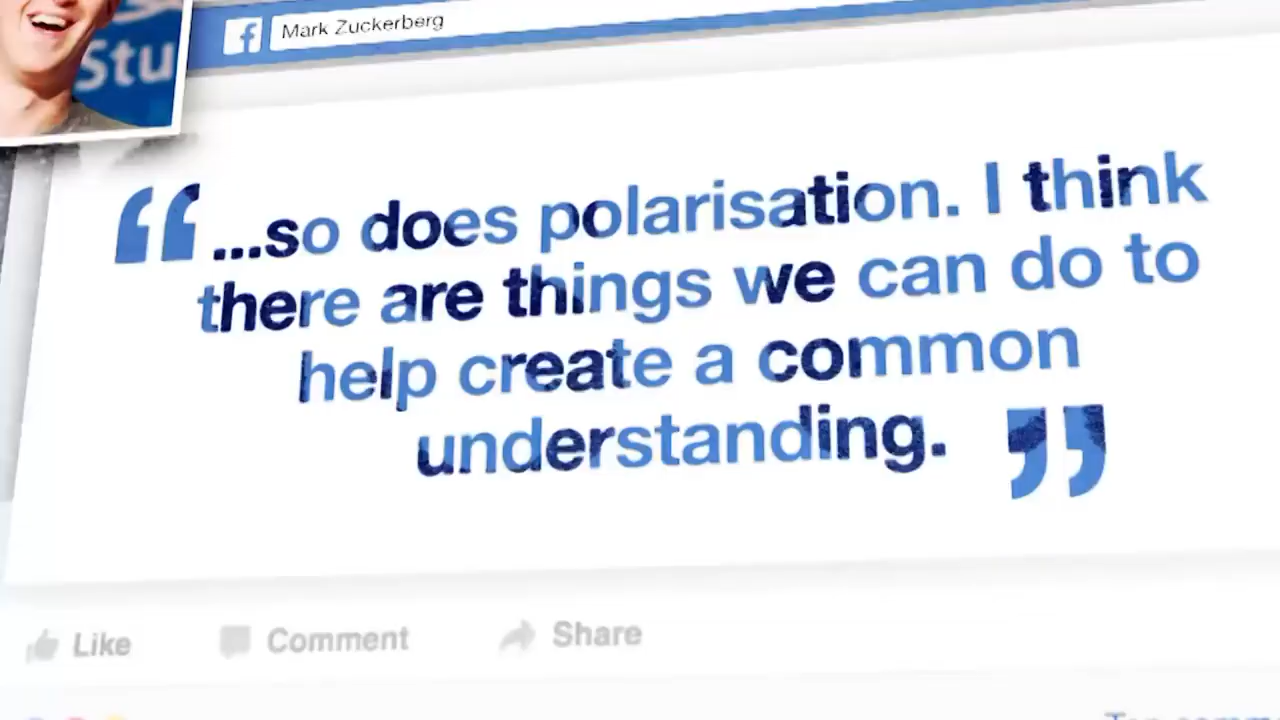 Stu
f Mark Zuckerberg
“...so does polarisation. I think
there are things we can do to
help create a common
understanding. ”
Like Comment Share